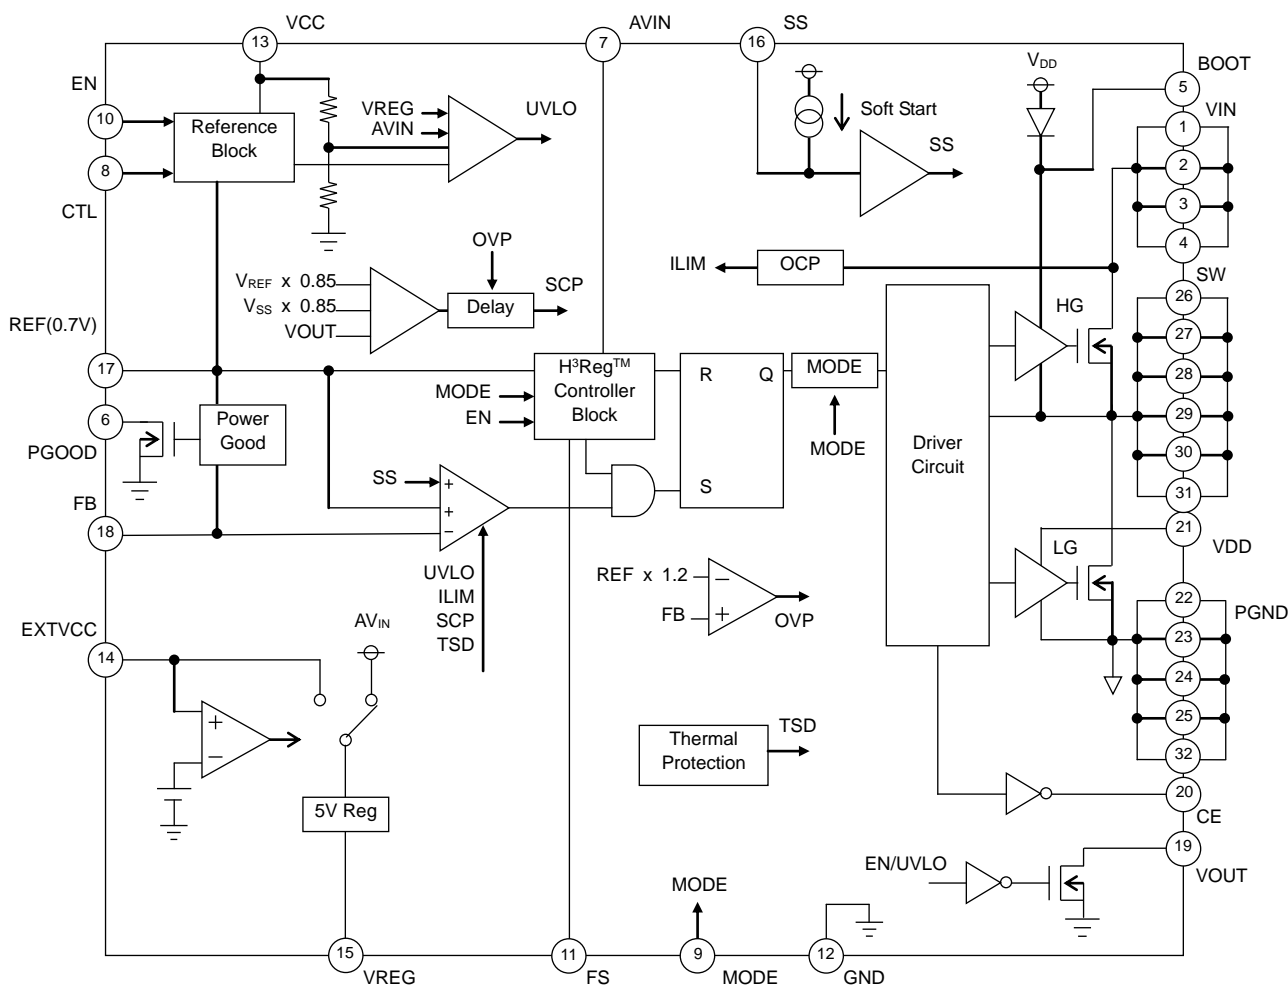 VCC
13
AVIN
7
SS
16
EN
10
8
CTL
Reference
Block
VREG
AVIN
UVLO
Soft Start
SS
VDD
BOOT
5
VIN
1
2
3
4
OVP
VREF x 0.85
VSS x 0.85
VOUT
Delay
SCP
ILIM
OCP
SW
26
27
28
29
30
31
HG
REF(0.7V)
17
6
PGOOD
Power
Good
MODE
EN
H³Reg™
Controller
Block
R
Q
S
MODE
MODE
Driver
Circuit
FB
18
SS
+
+
−
UVLO
ILIM
SCP
TSD
REF x 1.2
−
FB
+
OVP
LG
21
VDD
22
PGND
23
24
25
32
EXTVCC
14
AVIN
+
−
5V Reg
Thermal
Protection
TSD
20
CE
19
VOUT
EN/UVLO
MODE
15
VREG
11
FS
9
MODE
12
GND